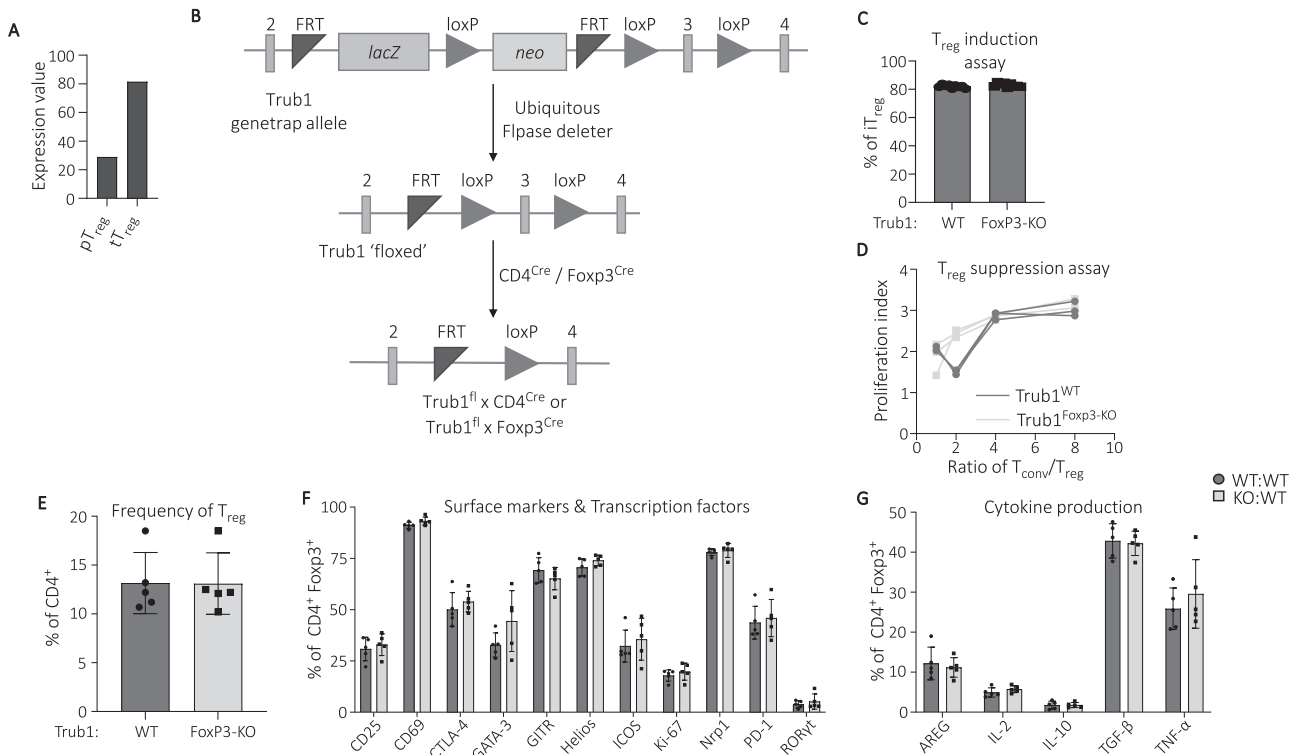 A
Expression value
100
80
60
40
20
0
pTreg
tTreg
B
2 FRT loxP FRT loxP 3 loxP 4
lacZ neo
Trub1
genetrap allele
Ubiquitous
Flpase deleter
2 FRT loxP 3 loxP 4
Trub1 ‘floxed’
CD4Cre / Foxp3Cre
2 FRT loxP 4
Trub1fl x CD4Cre or
Trub1fl x Foxp3Cre
C
Treg induction
assay
% of iTreg
100
80
60
40
20
0
Trub1: WT FoxP3-KO
D
Treg suppression assay
Proliferation index
4
3
2
1
0
Trub1WT
Trub1Foxp3-KO
0 2 4 6 8 10
Ratio of Tconv/Treg
E
Frequency of Treg
% of CD4+
20
15
10
5
0
Trub1: WT FoxP3-KO
F
Surface markers & Transcription factors
% of CD4+ Foxp3+
100
75
50
25
0
CD25 CD69 CTLA-4 GATA-3 GITR Helios ICOS Ki-67 Nrp1 PD-1 RORγt
WT:WT
KO:WT
G
Cytokine production
% of CD4+ Foxp3+
50
40
30
20
10
0
AREG IL-2 IL-10 TGF-β TNF-α